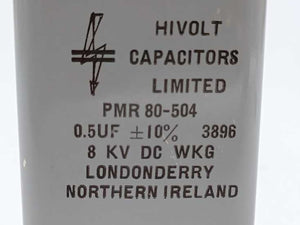 HIVOLT
CAPACITORS
LIMITED
PMR 80-504
0.5UF ±10% 3896
8 KV DC WKG
LONDONDERRY
NORTHERN IRELAND